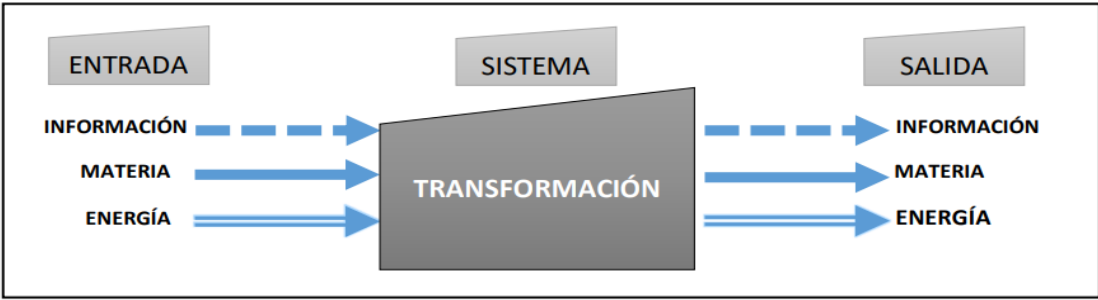 ENTRADA
SISTEMA
SALIDA
INFORMACIÓN
INFORMACIÓN
MATERIA
MATERIA
TRANSFORMACIÓN
ENERGÍA
ENERGÍA